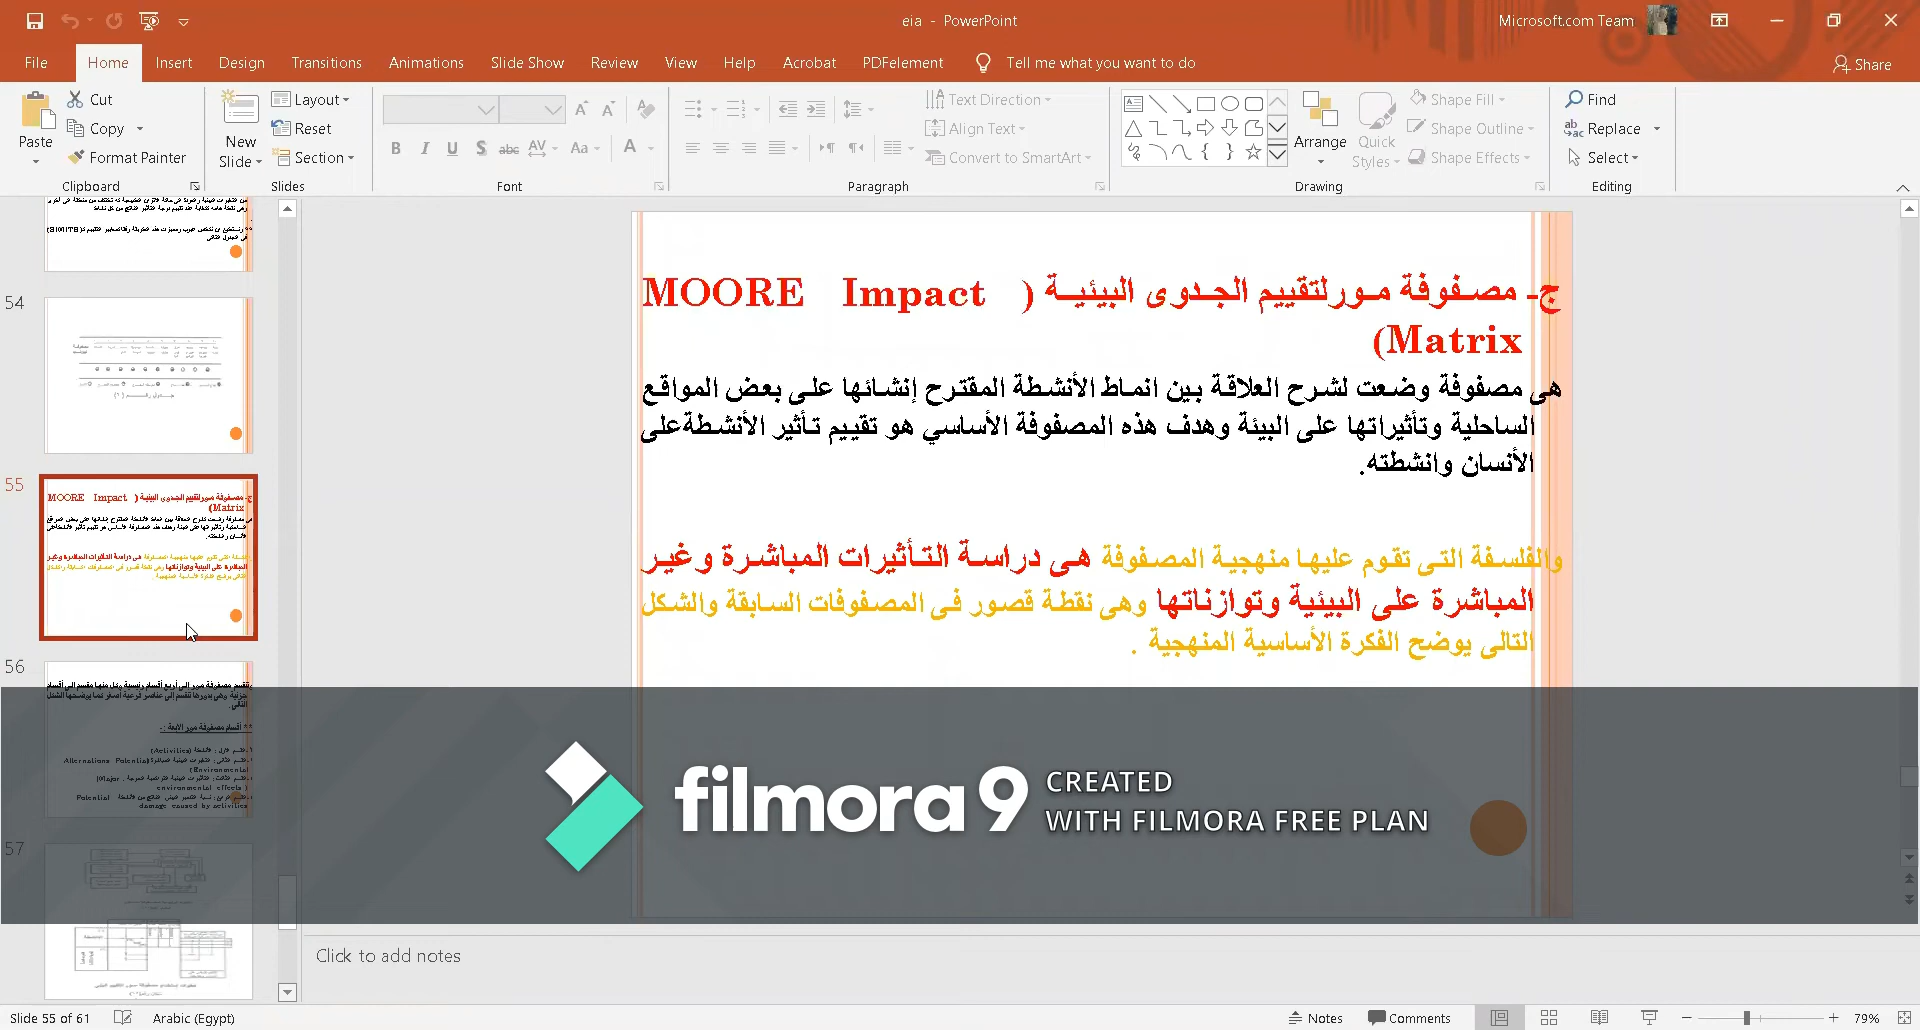 eia - PowerPoint
Microsoft.com Team
File Home Insert Design Transitions Animations Slide Show Review View Help Acrobat PDFelement Tell me what you want to do
Share
Paste
Cut
Copy
Format Painter
Clipboard
New Slide
Layout
Reset
Section
Slides
Font
Text Direction
Align Text
Convert to SmartArt
Paragraph
Arrange
Quick Styles
Shape Fill
Shape Outline
Shape Effects
Drawing
Find
Replace
Select
Editing
54
55
56
57
ج- مصفوفة مورلتقييم الجدوى البيئية ( MOORE Impact
Matrix)
هى مصفوفة وضعت لشرح العلاقة بين انماط الأنشطة المقترح إنشائها على بعض المواقع
الساحلية وتأثيراتها على البيئة وهدف هذه المصفوفة الأساسي هو تقييم تأثير الأنشطةعلى
الأنسان وانشطته.
والفلسفة التى تقوم عليها منهجية المصفوفة هى دراسة التأثيرات المباشرة وغير
المباشرة على البيئية وتوازناتها وهى نقطة قصور فى المصفوفات السابقة والشكل
التالى يوضح الفكرة الأساسية المنهجية .
filmora 9
CREATED
WITH FILMORA FREE PLAN
Click to add notes
Slide 55 of 61
Arabic (Egypt)
Notes
Comments
79%